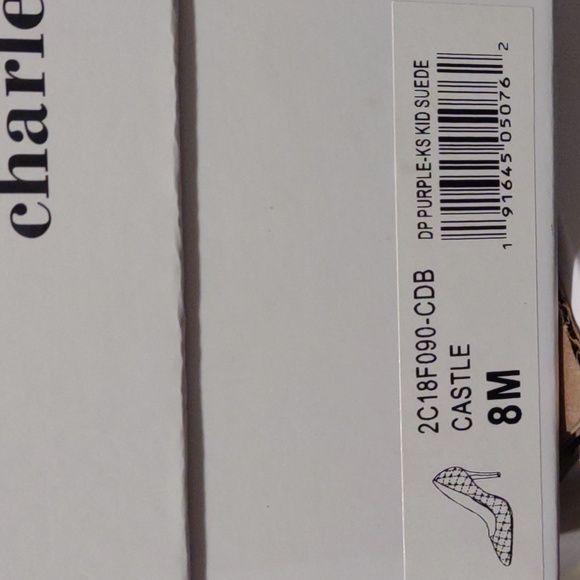 charle
2C18F090-CDB
CASTLE
8M
DP PURPLE-KS KID SUEDE
1 91645 05076 2